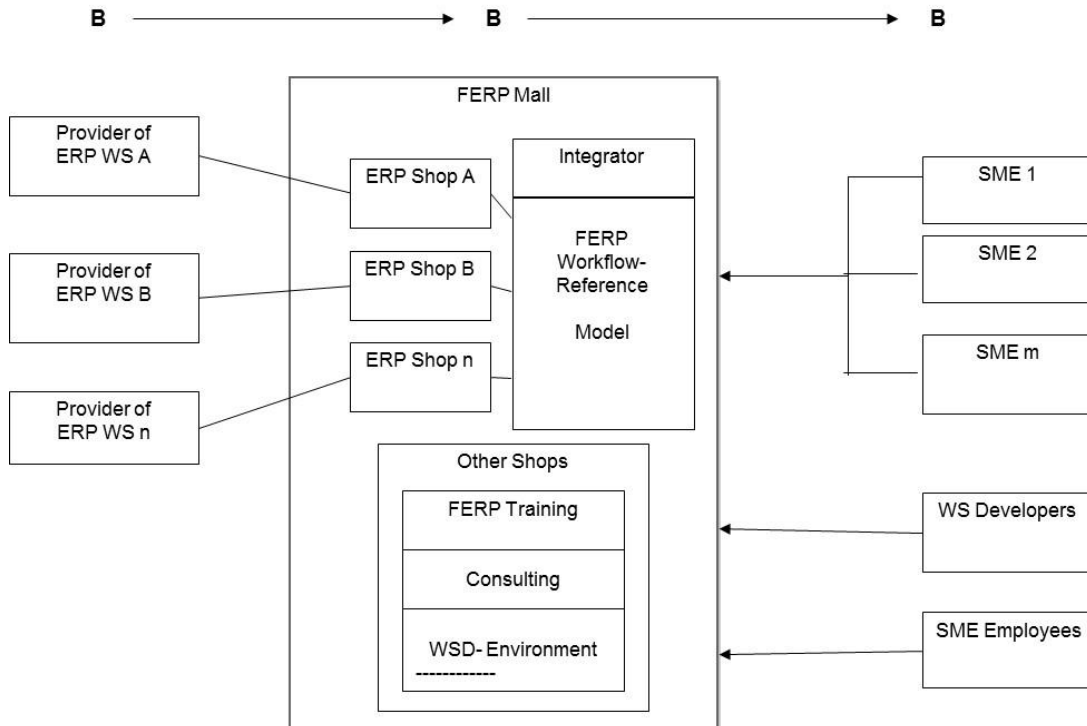 B
B
B
FERP Mall
Provider of
ERP WS A
Provider of
ERP WS B
Provider of
ERP WS n
ERP Shop A
ERP Shop B
ERP Shop n
Integrator
FERP
Workflow-
Reference
Model
Other Shops
FERP Training
Consulting
WSD- Environment
------------
SME 1
SME 2
SME m
WS Developers
SME Employees